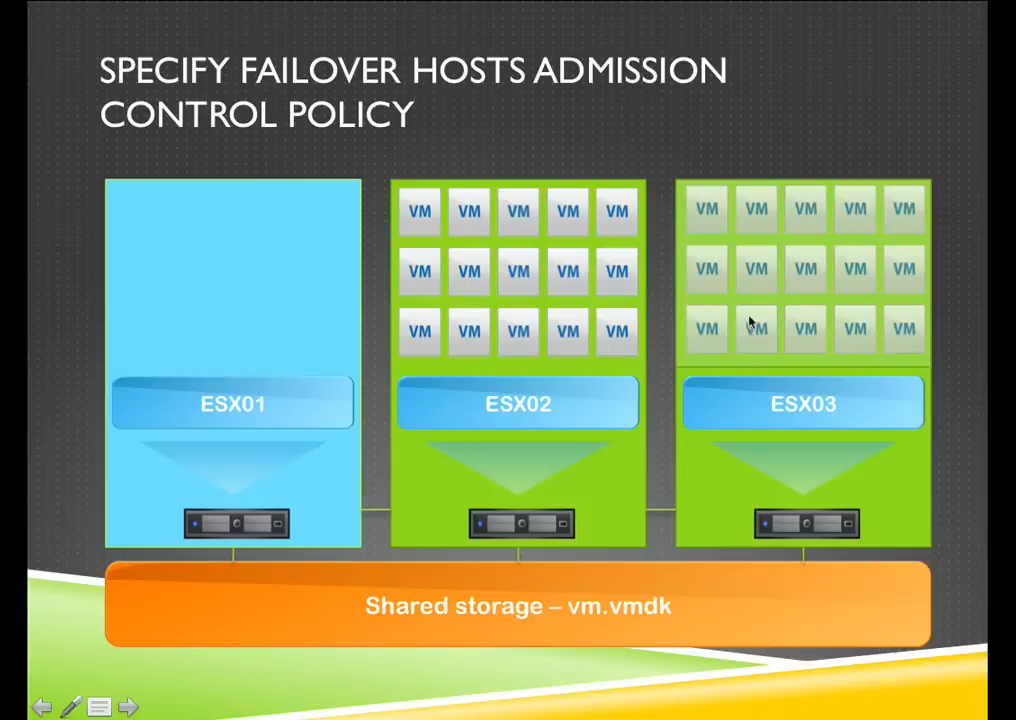 SPECIFY FAILOVER HOSTS ADMISSION
CONTROL POLICY
VM VM VM VM VM
VM VM VM VM VM
VM VM VM VM VM
VM VM VM VM VM
VM VM VM VM VM
VM VM VM VM VM
ESX01
ESX02
ESX03
Shared storage – vm.vmdk